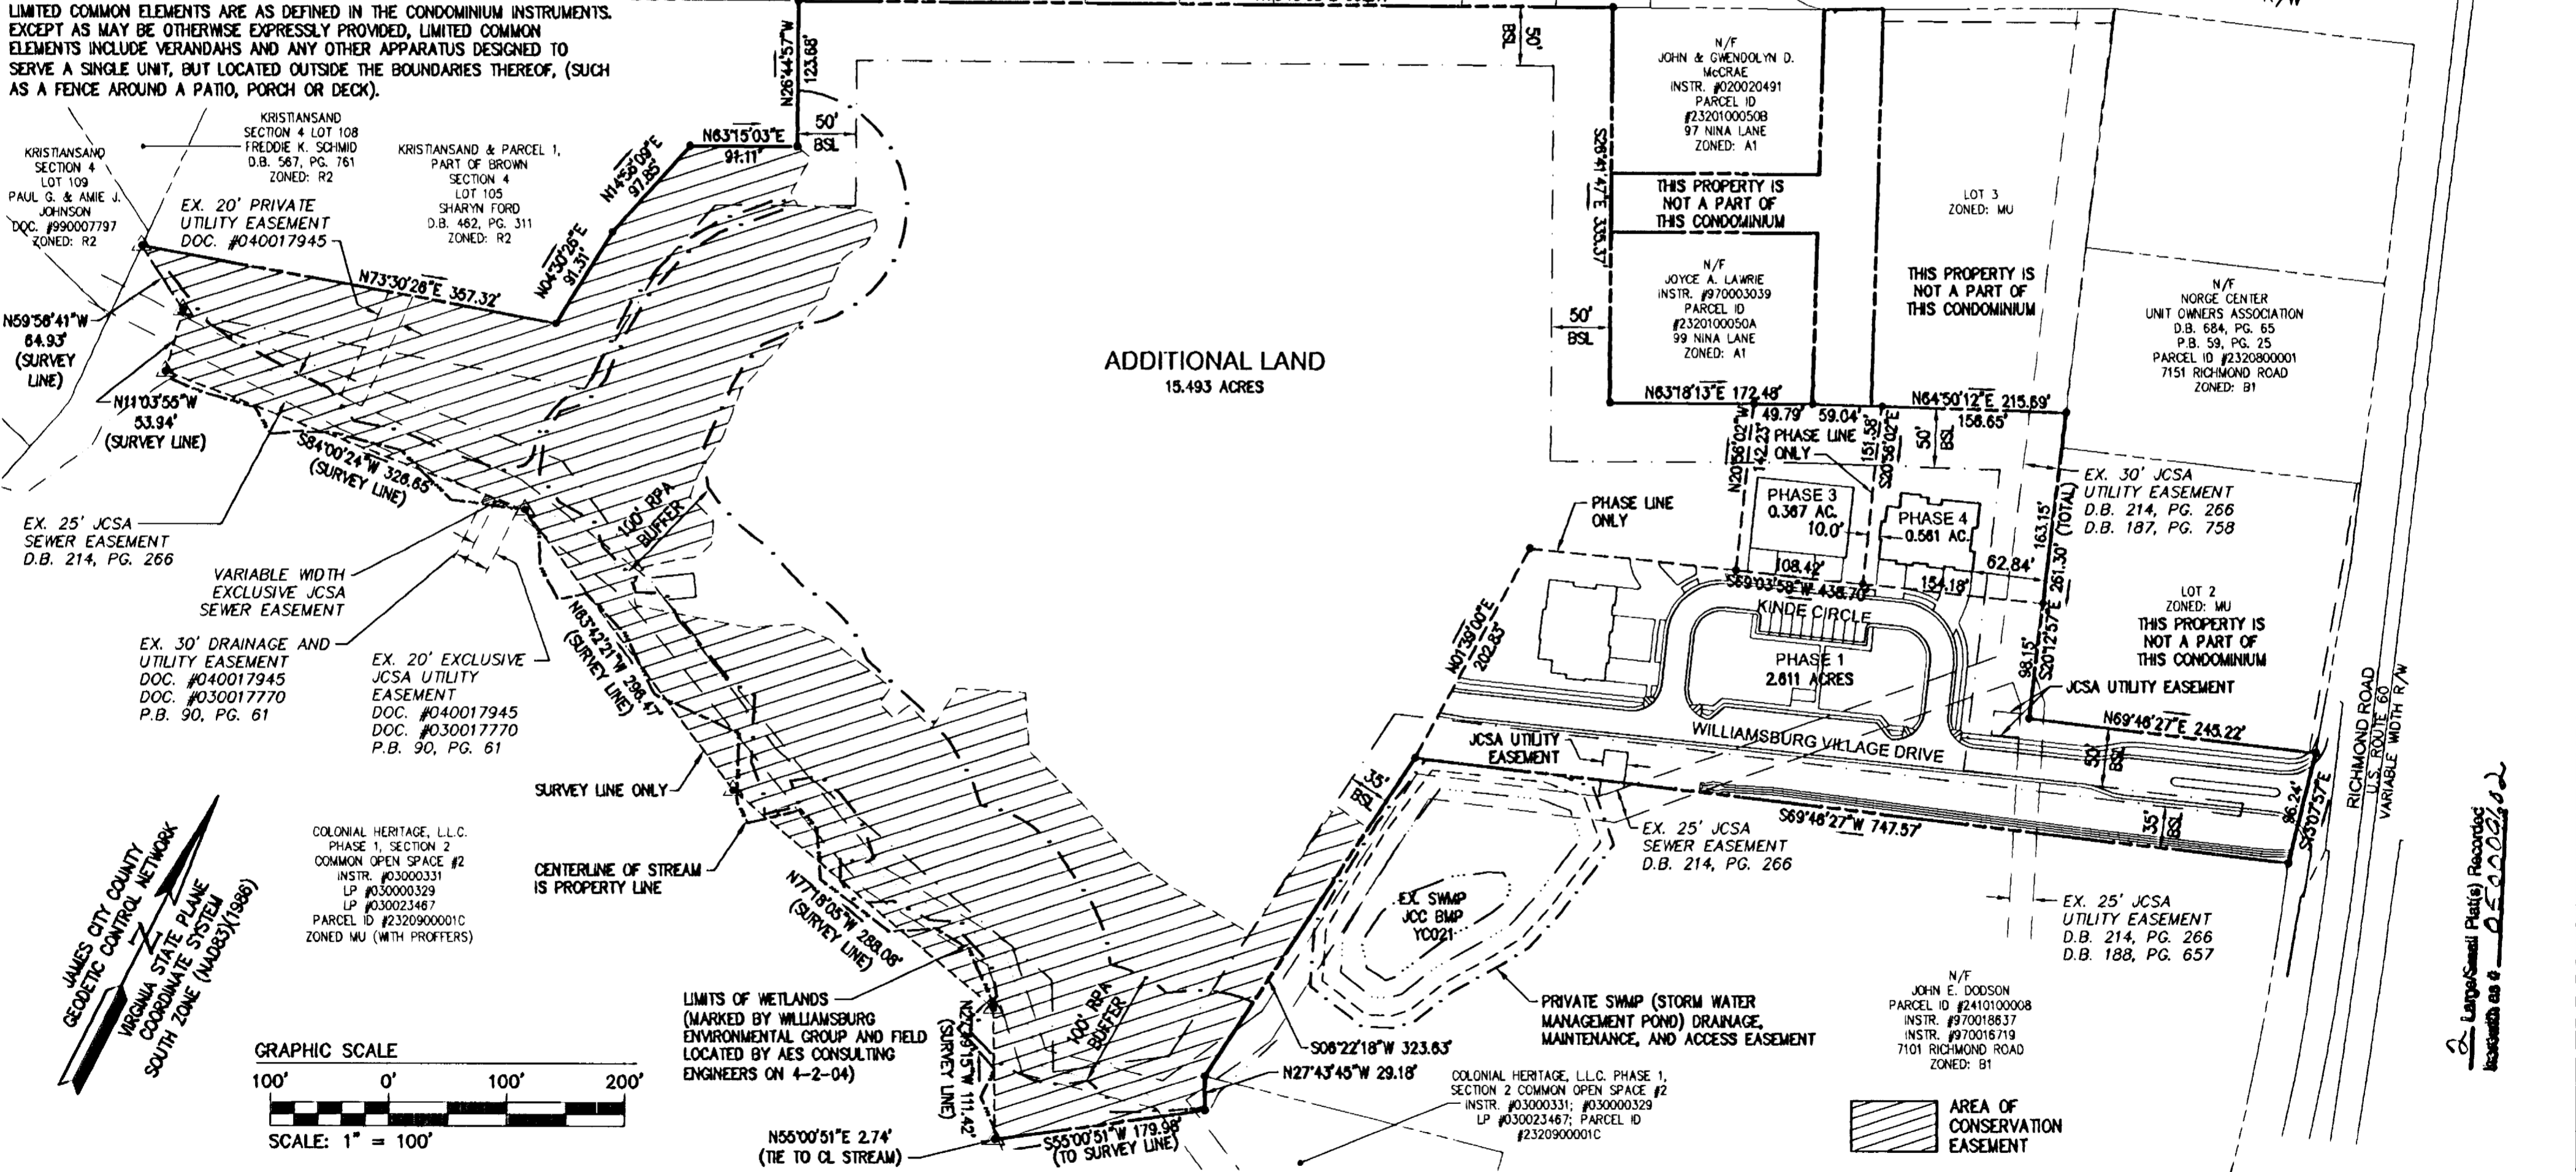 LIMITED COMMON ELEMENTS ARE AS DEFINED IN THE CONDOMINIUM INSTRUMENTS.
EXCEPT AS MAY BE OTHERWISE EXPRESSLY PROVIDED, LIMITED COMMON
ELEMENTS INCLUDE VERANDAHS AND ANY OTHER APPARATUS DESIGNED TO
SERVE A SINGLE UNIT, BUT LOCATED OUTSIDE THE BOUNDARIES THEREOF, (SUCH
AS A FENCE AROUND A PATIO, PORCH OR DECK).
KRISTIANSAND
SECTION 4
LOT 109
PAUL G. & AMIE J.
JOHNSON
DOC. #990007797
ZONED: R2
KRISTIANSAND
SECTION 4 LOT 108
FREDDIE K. SCHMID
D.B. 567, PG. 761
ZONED: R2
KRISTIANSAND & PARCEL 1,
PART OF BROWN
SECTION 4
LOT 105
SHARYN FORD
D.B. 462, PG. 311
ZONED: R2
EX. 20' PRIVATE
UTILITY EASEMENT
DOC. #040017945
N26°44'57"W
123.68'
50'
BSL
N63°15'03"E
91.11'
N14°56'09"E
97.85'
N04°30'26"E
91.31'
N73°30'26"E 357.32'
N59°56'41"W
64.93'
(SURVEY
LINE)
N11°03'55"W
53.94'
(SURVEY LINE)
S84°00'24"W 326.65'
(SURVEY LINE)
EX. 25' JCSA
SEWER EASEMENT
D.B. 214, PG. 266
VARIABLE WIDTH
EXCLUSIVE JCSA
SEWER EASEMENT
EX. 30' DRAINAGE AND
UTILITY EASEMENT
DOC. #040017945
DOC. #030017770
P.B. 90, PG. 61
EX. 20' EXCLUSIVE
JCSA UTILITY
EASEMENT
DOC. #040017945
DOC. #030017770
P.B. 90, PG. 61
100' RPA
BUFFER
N63°42'21"W 296.47'
(SURVEY LINE)
SURVEY LINE ONLY
CENTERLINE OF STREAM
IS PROPERTY LINE
N77°18'05"W 288.08'
(SURVEY LINE)
ADDITIONAL LAND
15.493 ACRES
50'
BSL
N/F
JOHN & GWENDOLYN D.
McCRAE
INSTR. #020020491
PARCEL ID
#2320100050B
97 NINA LANE
ZONED: A1
THIS PROPERTY IS
NOT A PART OF
THIS CONDOMINIUM
S26°41'47"E 335.37'
50'
BSL
N/F
JOYCE A. LAWRIE
INSTR. #970003039
PARCEL ID
#2320100050A
99 NINA LANE
ZONED: A1
LOT 3
ZONED: MU
THIS PROPERTY IS
NOT A PART OF
THIS CONDOMINIUM
N/F
NORGE CENTER
UNIT OWNERS ASSOCIATION
D.B. 684, PG. 65
P.B. 59, PG. 25
PARCEL ID #2320800001
7151 RICHMOND ROAD
ZONED: B1
R/W
N63°18'13"E 172.48'
49.79'
59.04'
N64°50'12"E 215.69'
156.65'
50'
BSL
N20°56'02"W
142.23'
PHASE LINE
ONLY
151.58'
S20°56'02"E
PHASE 3
0.367 AC.
10.0'
PHASE 4
0.561 AC.
PHASE LINE
ONLY
108.42'
154.18'
62.84'
S69°03'58"W 438.70'
163.15'
S20°12'57"E 261.30' (TOTAL)
98.15'
EX. 30' JCSA
UTILITY EASEMENT
D.B. 214, PG. 266
D.B. 187, PG. 758
LOT 2
ZONED: MU
THIS PROPERTY IS
NOT A PART OF
THIS CONDOMINIUM
JCSA UTILITY EASEMENT
KINDE CIRCLE
PHASE 1
2.611 ACRES
N01°39'00"E
202.83'
WILLIAMSBURG VILLAGE DRIVE
JCSA UTILITY
EASEMENT
N69°46'27"E 245.22'
50'
BSL
35'
BSL
35'
BSL
S69°46'27"W 747.57'
96.24'
S13°07'57"E
RICHMOND ROAD
U.S. ROUTE 60
VARIABLE WIDTH R/W
EX. 25' JCSA
SEWER EASEMENT
D.B. 214, PG. 266
EX. SWMP
JCC BMP
YC021
EX. 25' JCSA
UTILITY EASEMENT
D.B. 214, PG. 266
D.B. 188, PG. 657
N/F
JOHN E. DODSON
PARCEL ID #2410100008
INSTR. #970018637
INSTR. #970016719
7101 RICHMOND ROAD
ZONED: B1
PRIVATE SWMP (STORM WATER
MANAGEMENT POND) DRAINAGE,
MAINTENANCE, AND ACCESS EASEMENT
S06°22'18"W 323.63'
N27°43'45"W 29.18'
COLONIAL HERITAGE, L.L.C. PHASE 1,
SECTION 2 COMMON OPEN SPACE #2
INSTR. #03000331; #030000329
LP #030023467; PARCEL ID
#2320900001C
COLONIAL HERITAGE, L.L.C.
PHASE 1, SECTION 2
COMMON OPEN SPACE #2
INSTR. #03000331
LP #030000329
LP #030023467
PARCEL ID #2320900001C
ZONED MU (WITH PROFFERS)
LIMITS OF WETLANDS
(MARKED BY WILLIAMSBURG
ENVIRONMENTAL GROUP AND FIELD
LOCATED BY AES CONSULTING
ENGINEERS ON 4-2-04)
100' RPA
BUFFER
111.42'
(SURVEY LINE)
N55°00'51"E 2.74'
(TIE TO CL STREAM)
S55°00'51"W 179.98'
(TO SURVEY LINE)
JAMES CITY COUNTY
GEODETIC CONTROL NETWORK
VIRGINIA STATE PLANE
COORDINATE SYSTEM
SOUTH ZONE (NAD83)(1986)
GRAPHIC SCALE
100' 0' 100' 200'
SCALE: 1" = 100'
AREA OF
CONSERVATION
EASEMENT
2 Large/Small Plat(s) Recorded